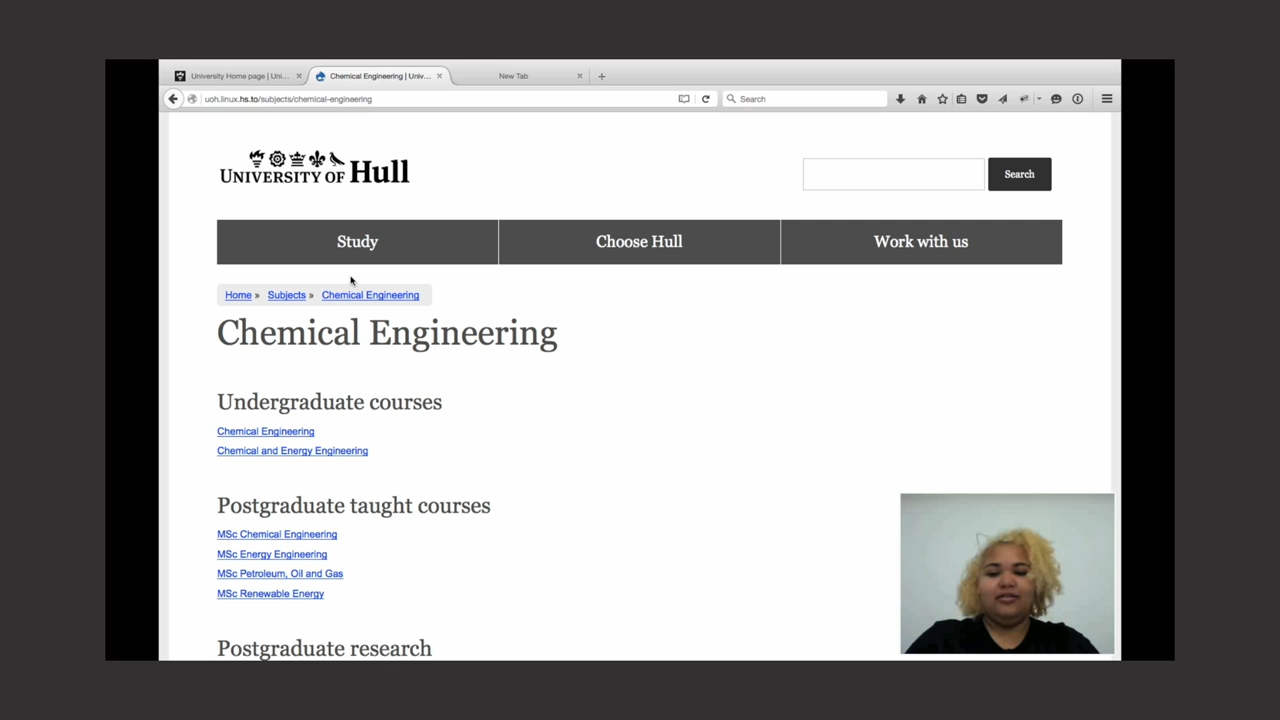 University Home page | Uni...
Chemical Engineering | Univ...
New Tab
uoh.linux.hs.to/subjects/chemical-engineering
Search
UNIVERSITY OF Hull
Search
Study
Choose Hull
Work with us
Home » Subjects » Chemical Engineering
Chemical Engineering
Undergraduate courses
Chemical Engineering
Chemical and Energy Engineering
Postgraduate taught courses
MSc Chemical Engineering
MSc Energy Engineering
MSc Petroleum, Oil and Gas
MSc Renewable Energy
Postgraduate research